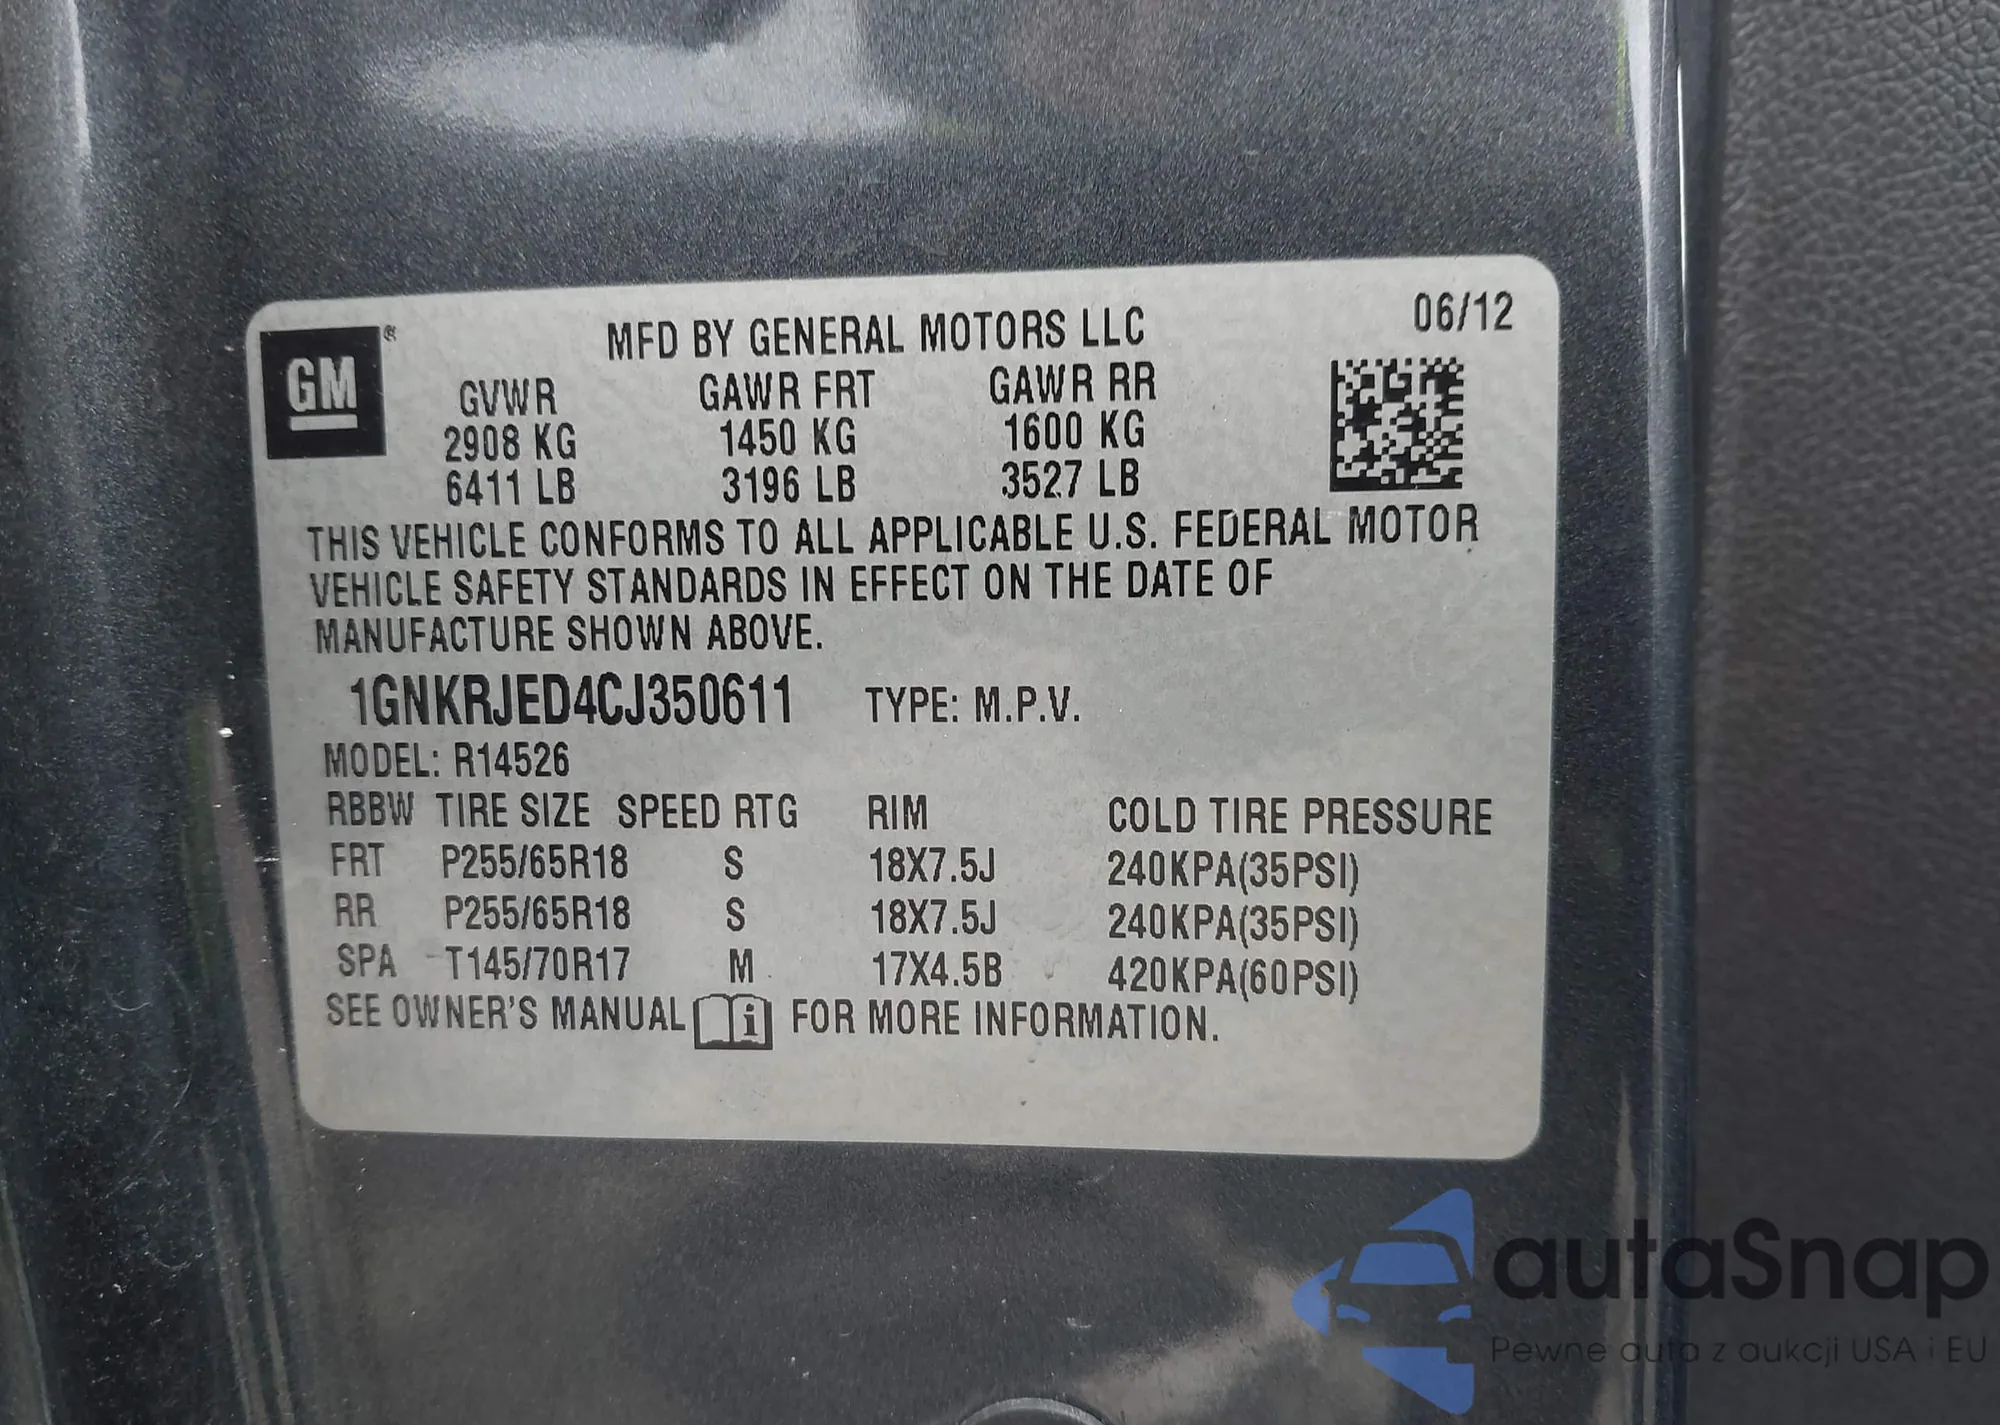 GM®
MFD BY GENERAL MOTORS LLC 06/12
GVWR GAWR FRT GAWR RR
2908 KG 1450 KG 1600 KG
6411 LB 3196 LB 3527 LB
THIS VEHICLE CONFORMS TO ALL APPLICABLE U.S. FEDERAL MOTOR
VEHICLE SAFETY STANDARDS IN EFFECT ON THE DATE OF
MANUFACTURE SHOWN ABOVE.
1GNKRJED4CJ350611 TYPE: M.P.V.
MODEL: R14526
RBBW TIRE SIZE SPEED RTG RIM COLD TIRE PRESSURE
FRT P255/65R18 S 18X7.5J 240KPA(35PSI)
RR P255/65R18 S 18X7.5J 240KPA(35PSI)
SPA T145/70R17 M 17X4.5B 420KPA(60PSI)
SEE OWNER'S MANUAL i FOR MORE INFORMATION.
autaSnap
Pewne auta z aukcji USA i EU